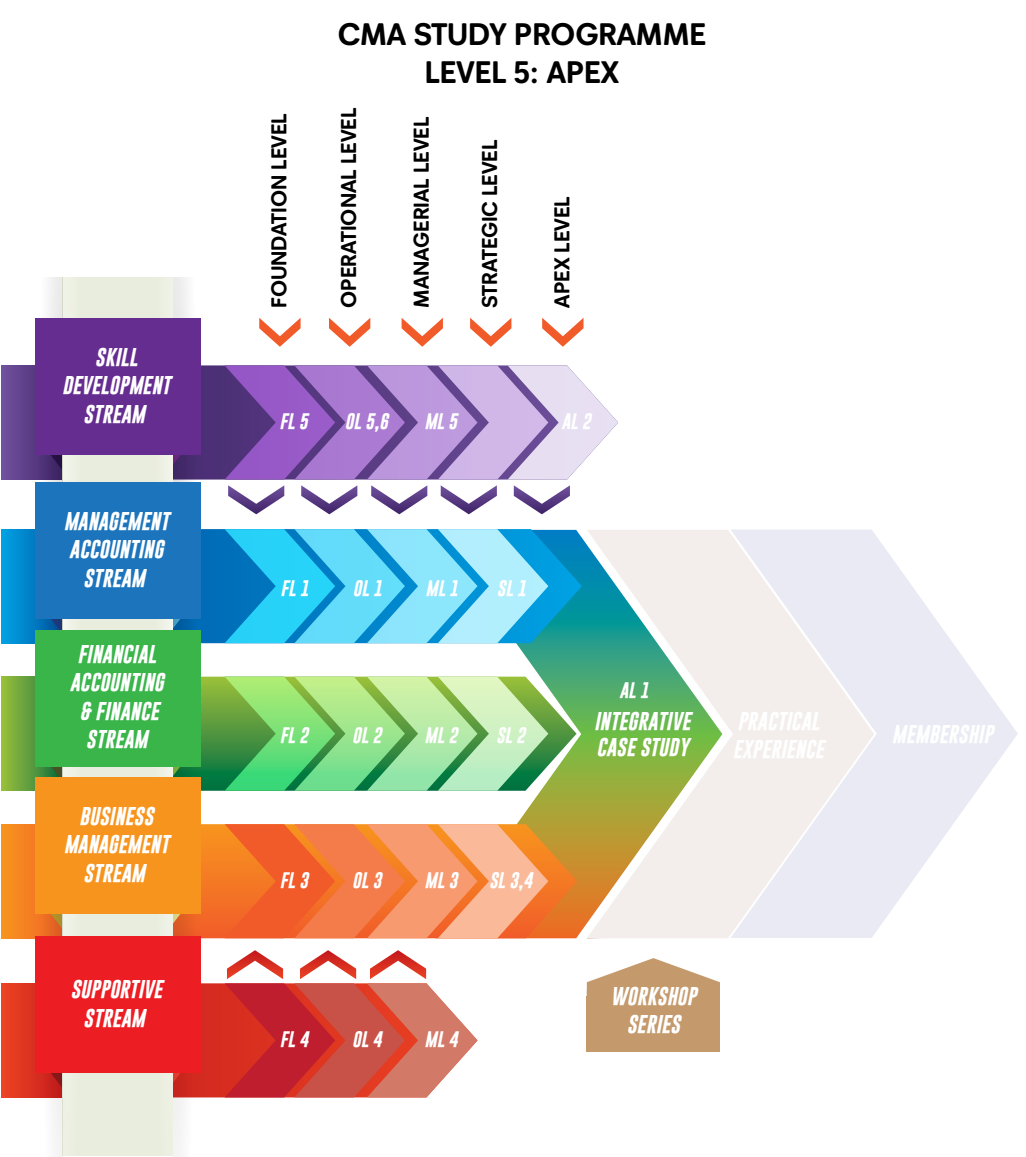 CMA STUDY PROGRAMME
LEVEL 5: APEX
FOUNDATION LEVEL
OPERATIONAL LEVEL
MANAGERIAL LEVEL
STRATEGIC LEVEL
APEX LEVEL
SKILL
DEVELOPMENT
STREAM
FL 5
OL 5,6
ML 5
AL 2
MANAGEMENT
ACCOUNTING
STREAM
FL 1
OL 1
ML 1
SL 1
FINANCIAL
ACCOUNTING
& FINANCE
STREAM
FL 2
OL 2
ML 2
SL 2
AL 1
INTEGRATIVE
CASE STUDY
PRACTICAL
EXPERIENCE
MEMBERSHIP
BUSINESS
MANAGEMENT
STREAM
FL 3
OL 3
ML 3
SL 3,4
SUPPORTIVE
STREAM
FL 4
OL 4
ML 4
WORKSHOP
SERIES